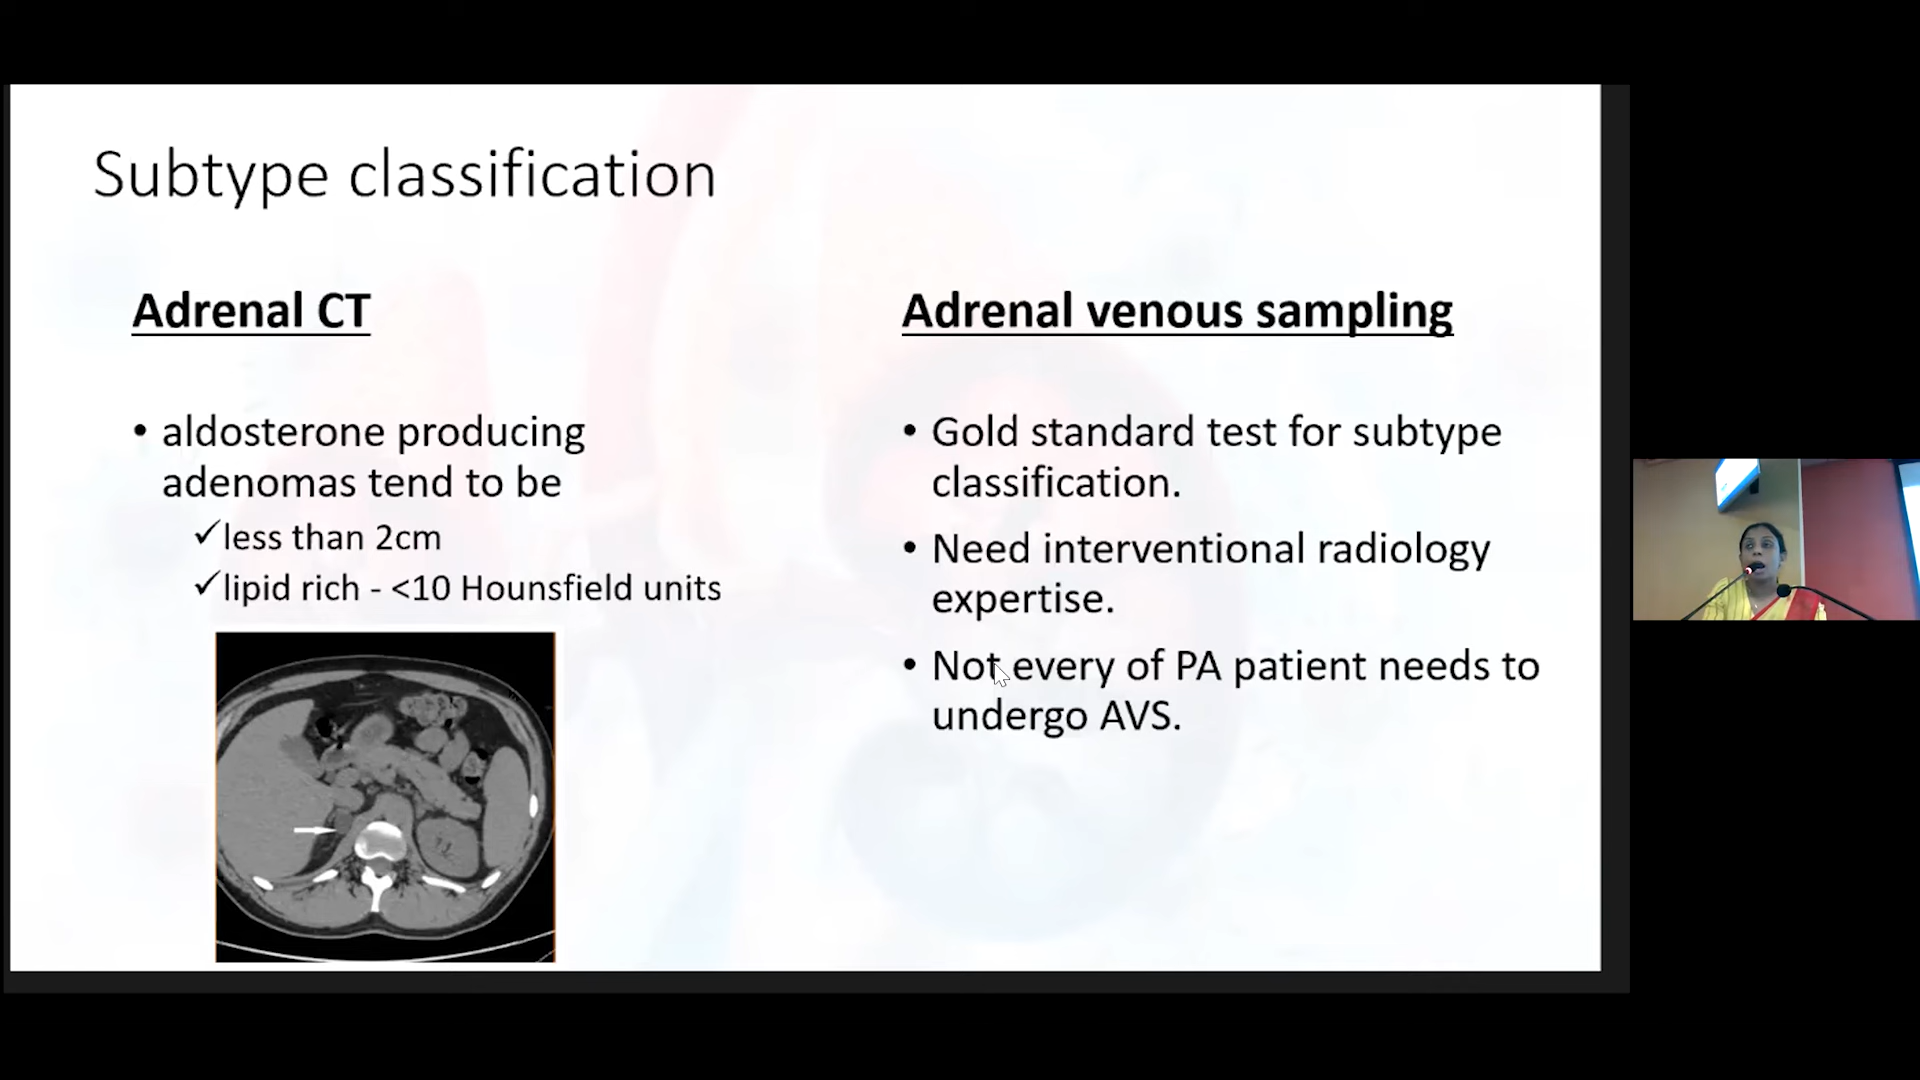 Subtype classification
Adrenal CT
• aldosterone producing
adenomas tend to be
✓less than 2cm
✓lipid rich - <10 Hounsfield units
Adrenal venous sampling
• Gold standard test for subtype
classification.
• Need interventional radiology
expertise.
• Not every of PA patient needs to
undergo AVS.